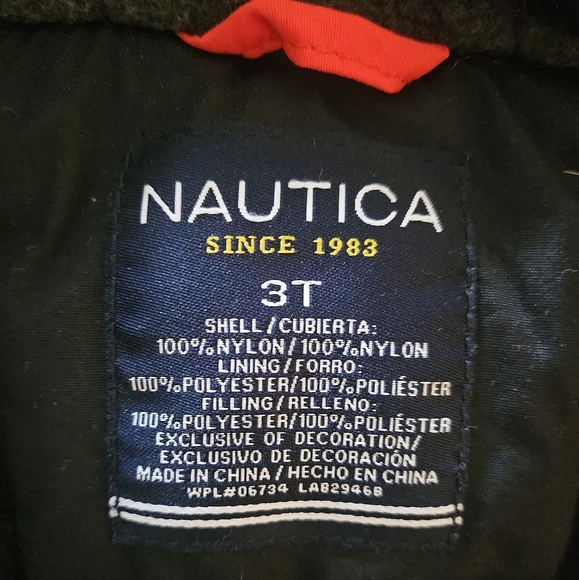 NAUTICA
SINCE 1983
3T
SHELL/CUBIERTA:
100%NYLON/100%NYLON
LINING/FORRO:
100%POLYESTER/100%POLIÉSTER
FILLING/RELLENO:
100%POLYESTER/100%POLIÉSTER
EXCLUSIVE OF DECORATION/
EXCLUSIVO DE DECORACIÓN
MADE IN CHINA/HECHO EN CHINA
WPL#06734 LAB29468